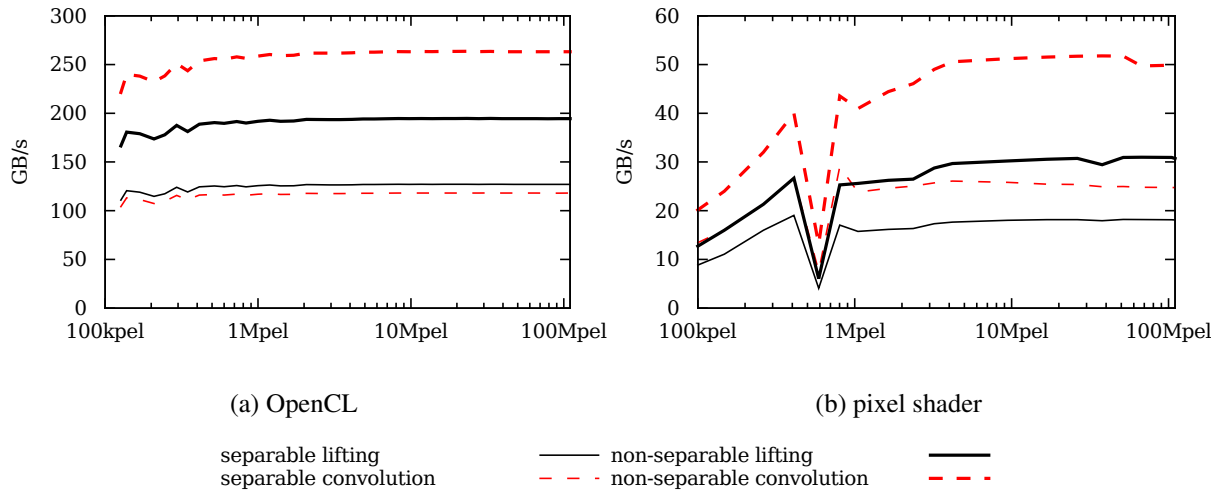 300
250
200
150
100
50
0
GB/s
100kpel 1Mpel 10Mpel 100Mpel
(a) OpenCL
60
50
40
30
20
10
0
GB/s
100kpel 1Mpel 10Mpel 100Mpel
(b) pixel shader
separable lifting non-separable lifting
separable convolution non-separable convolution